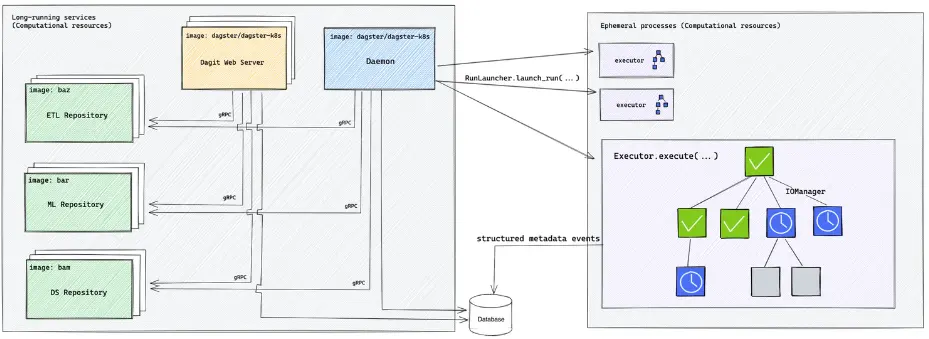 Long-running services
(Computational resources)
image: dagster/dagster-k8s
Dagit Web Server
image: dagster/dagster-k8s
Daemon
image: baz
ETL Repository
gRPC
gRPC
image: bar
ML Repository
gRPC
gRPC
image: bam
DS Repository
gRPC
gRPC
RunLauncher.launch_run(...)
structured metadata events
Database
Ephemeral processes (Computational resources)
executor
executor
Executor.execute(...)
IOManager